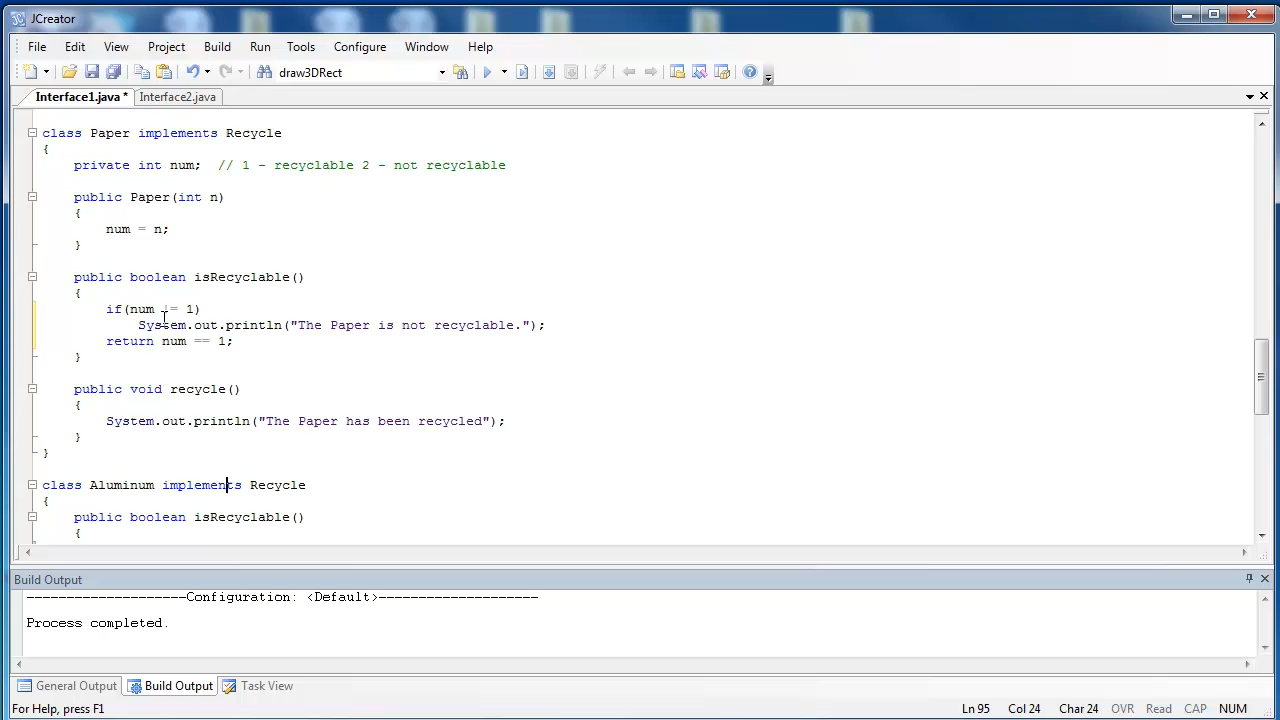 JCreator
File Edit View Project Build Run Tools Configure Window Help
draw3DRect
Interface1.java * Interface2.java
class Paper implements Recycle
{
private int num; // 1 - recyclable 2 - not recyclable
public Paper(int n)
{
num = n;
}
public boolean isRecyclable()
{
if(num != 1)
System.out.println("The Paper is not recyclable.");
return num == 1;
}
public void recycle()
{
System.out.println("The Paper has been recycled");
}
}
class Aluminum implements Recycle
{
public boolean isRecyclable()
{
Build Output
--------------------Configuration: <Default>--------------------
Process completed.
General Output Build Output Task View
For Help, press F1 Ln 95 Col 24 Char 24 OVR Read CAP NUM